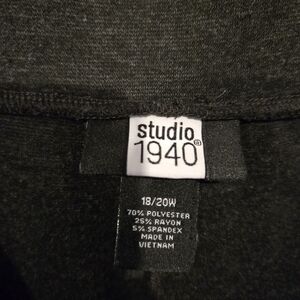 studio®
1940
18/20W
70% POLYESTER
25% RAYON
5% SPANDEX
MADE IN
VIETNAM